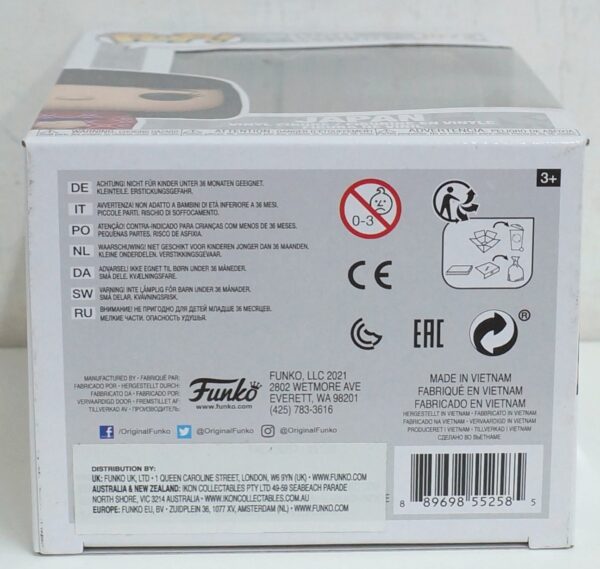 JAPAN
3+
DE ACHTUNG! NICHT FÜR KINDER UNTER 36 MONATEN GEEIGNET.
KLEINTEILE. ERSTICKUNGSGEFAHR.
IT AVVERTENZA! NON ADATTO A BAMBINI DI ETÀ INFERIORE A 36 MESI.
PICCOLE PARTI. RISCHIO DI SOFFOCAMENTO.
PO ATENÇÃO! CONTRA-INDICADO PARA CRIANÇAS COM MENOS DE 36 MESES.
PEQUENAS PARTES. RISCO DE ASFIXIA.
NL WAARSCHUWING! NIET GESCHIKT VOOR KINDEREN JONGER DAN 36 MAANDEN.
KLEINE ONDERDELEN. VERSTIKKINGSGEVAAR.
DA ADVARSEL! IKKE EGNET TIL BØRN UNDER 36 MÅNEDER.
SMÅ DELE. KVÆLNINGSFARE.
SW VARNING! INTE LÄMPLIG FÖR BARN UNDER 36 MÅNADER.
SMÅ DELAR. KVÄVNINGSRISK.
RU ВНИМАНИЕ! НЕ ПРИГОДНО ДЛЯ ДЕТЕЙ МЛАДШЕ 36 МЕСЯЦЕВ.
МЕЛКИЕ ЧАСТИ. ОПАСНОСТЬ УДУШЬЯ.
0-3
CE
EAC
®
MANUFACTURED BY • FABRIQUÉ PAR:
FABRICADO POR • HERGESTELLT DURCH:
FABBRICATO DA • FABRICADO POR:
VERVAARDIGD DOOR • FREMSTILLET AF:
TILLVERKAD AV • ПРОИЗВОДИТЕЛЬ:
Funko
www.funko.com
FUNKO, LLC 2021
2802 WETMORE AVE
EVERETT, WA 98201
(425) 783-3616
/OriginalFunko @OriginalFunko @OriginalFunko
MADE IN VIETNAM
FABRIQUÉ EN VIETNAM
FABRICADO EN VIETNAM
HERGESTELLT IN VIETNAM • FABBRICATO IN VIETNAM
FABRICADO NA VIETNAM • VERVAARDIGD IN VIETNAM
PRODUCERET I VIETNAM • TILLVERKAD I VIETNAM
СДЕЛАНО ВО ВЬЕТНАМЕ
DISTRIBUTION BY:
UK: FUNKO UK, LTD • 1 QUEEN CAROLINE STREET, LONDON, W6 9YN (UK) • WWW.FUNKO.COM
AUSTRALIA & NEW ZEALAND: IKON COLLECTABLES PTY LTD 49-59 SEABEACH PARADE
NORTH SHORE, VIC 3214 AUSTRALIA • WWW.IKONCOLLECTABLES.COM.AU
EUROPE: FUNKO EU, BV • ZUIDPLEIN 36, 1077 XV, AMSTERDAM (NL) • WWW.FUNKO.COM
8 89698 55258 5